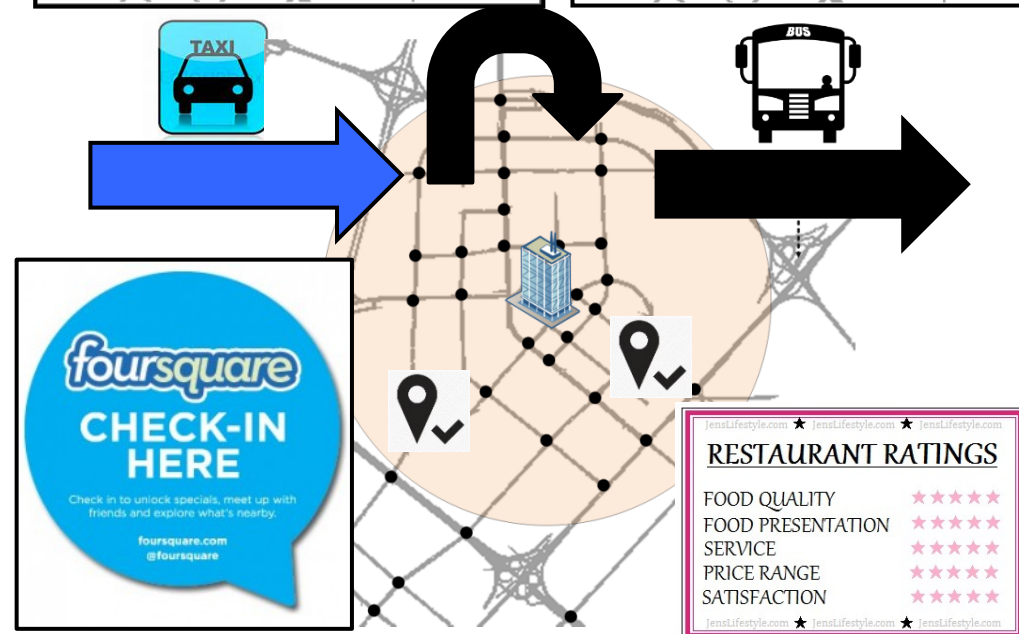 TAXI
BUS
foursquare
CHECK-IN
HERE
Check in to unlock specials, meet up with
friends and explore what's nearby.
foursquare.com
@foursquare
JensLifestyle.com ★ JensLifestyle.com ★ JensLifestyle.com
RESTAURANT RATINGS
FOOD QUALITY ★★★★★
FOOD PRESENTATION ★★★★★
SERVICE ★★★★★
PRICE RANGE ★★★★★
SATISFACTION ★★★★★
JensLifestyle.com ★ JensLifestyle.com ★ JensLifestyle.com